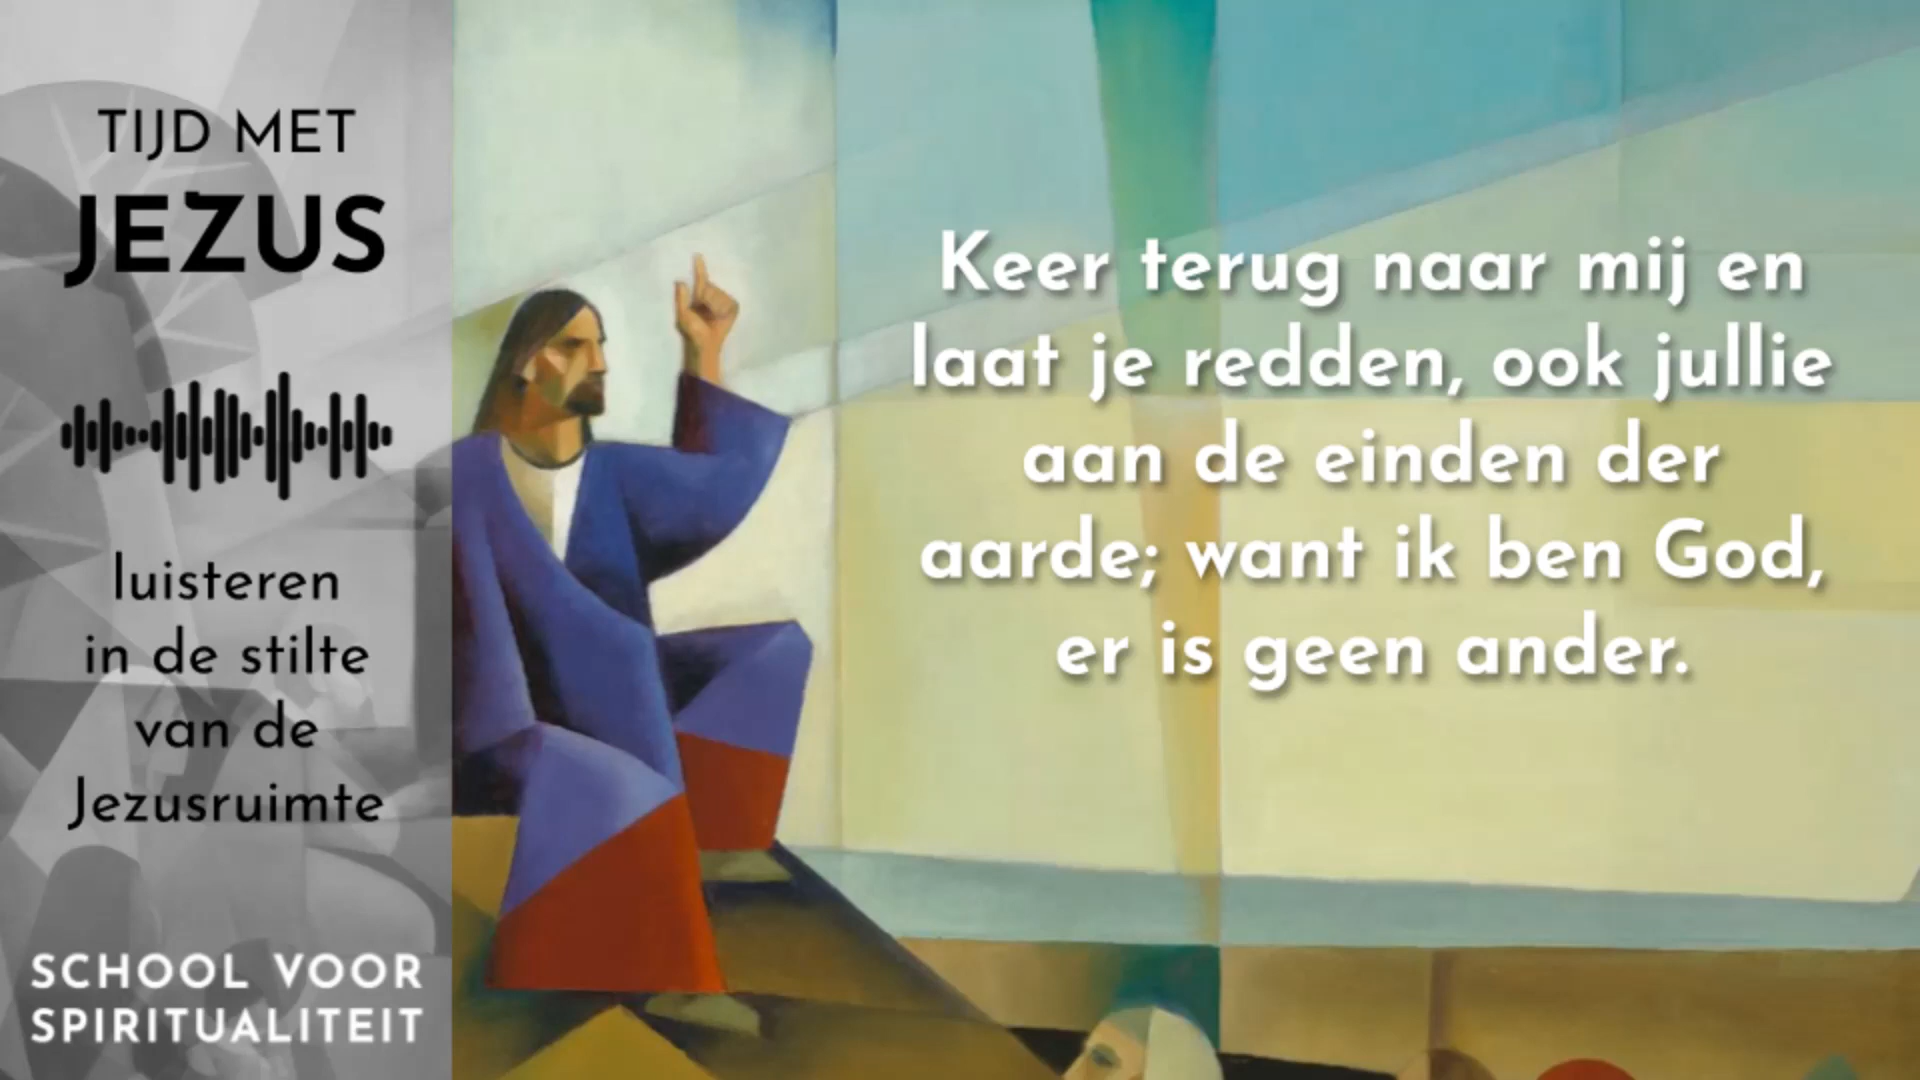 TIJD MET
JEZUS
luisteren
in de stilte
van de
Jezusruimte
SCHOOL VOOR
SPIRITUALITEIT
Keer terug naar mij en
laat je redden, ook jullie
aan de einden der
aarde; want ik ben God,
er is geen ander.